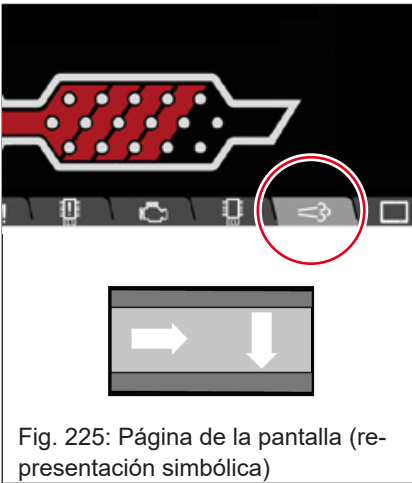 Fig. 225: Página de la pantalla (re-
presentación simbólica)